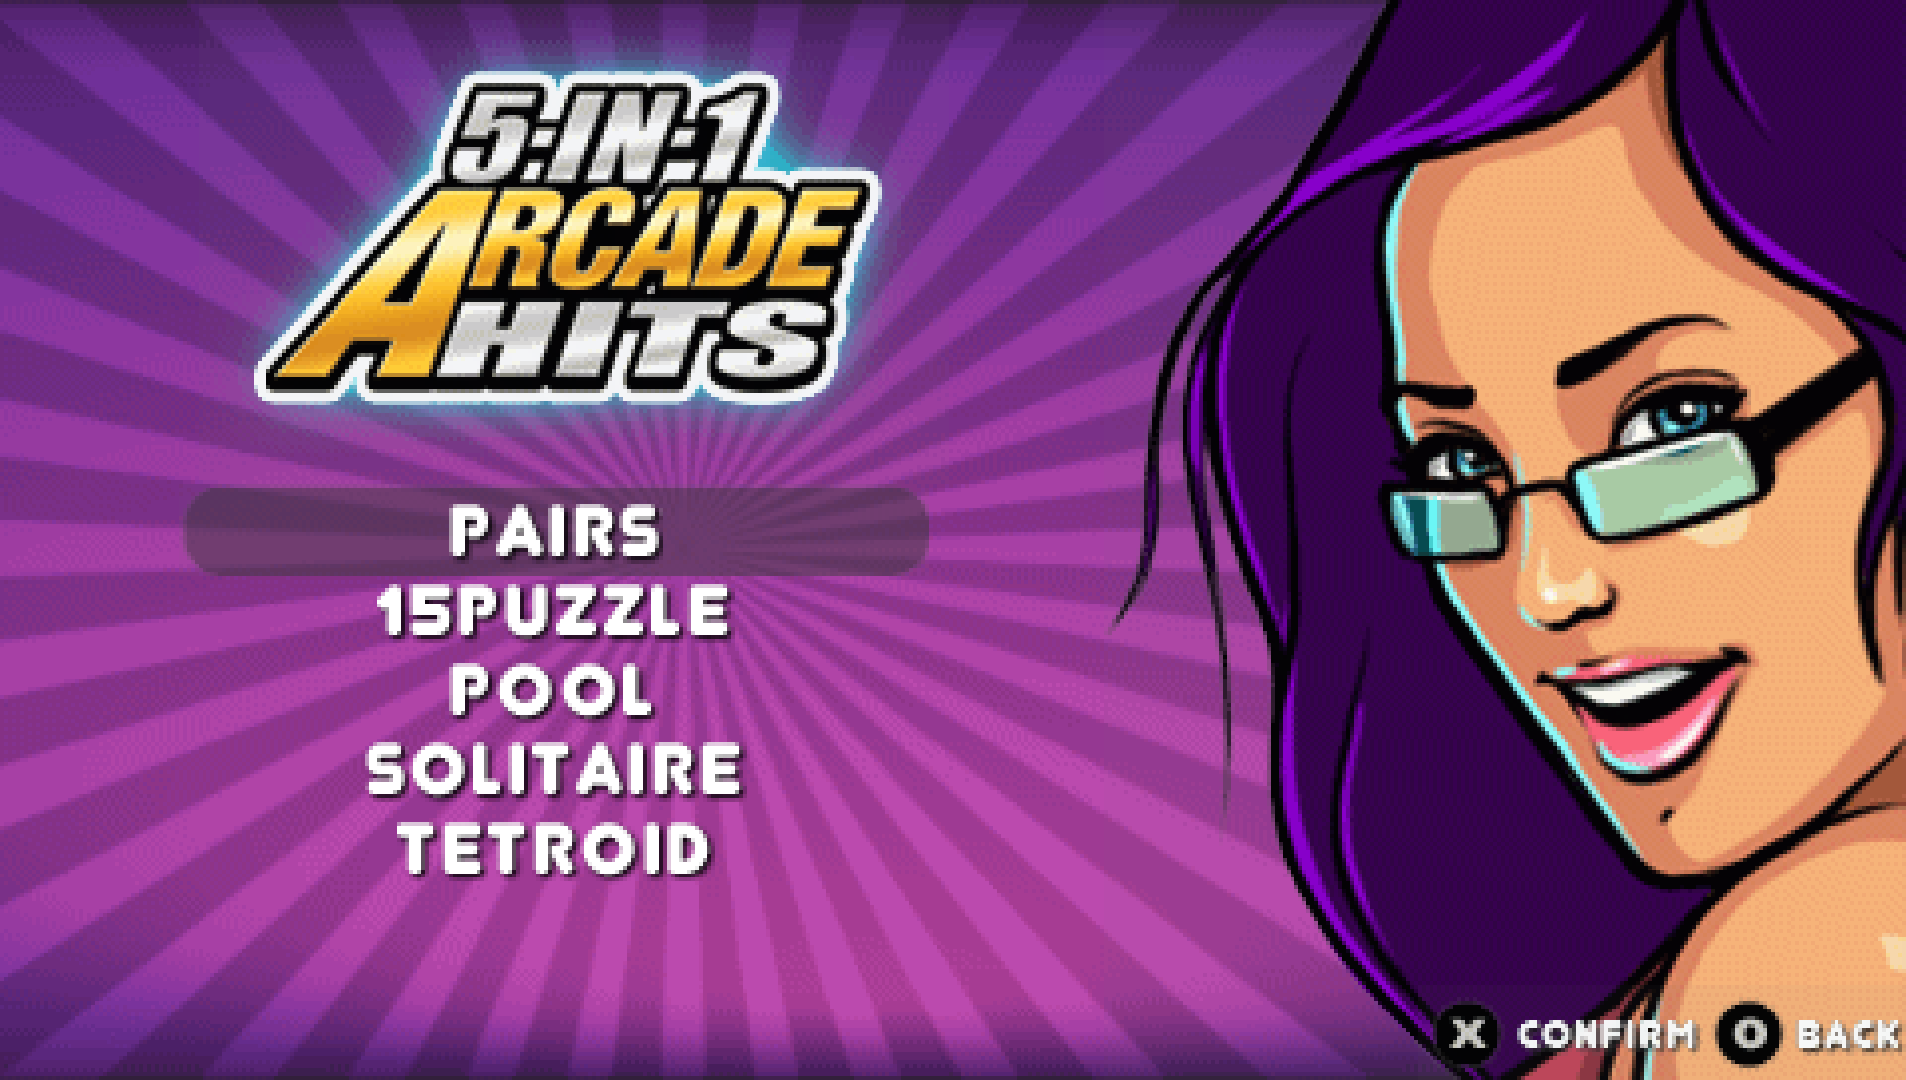 5-IN-1
ARCADE
HITS
PAIRS
15PUZZLE
POOL
SOLITAIRE
TETROID
X CONFIRM O BACK